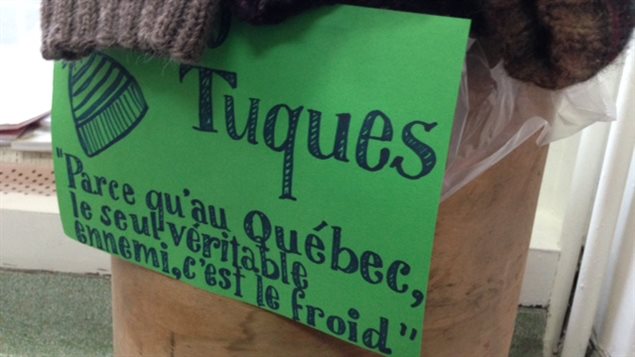 Tuques
"Parce qu'au Québec,
le seul véritable
ennemi, c'est le froid"